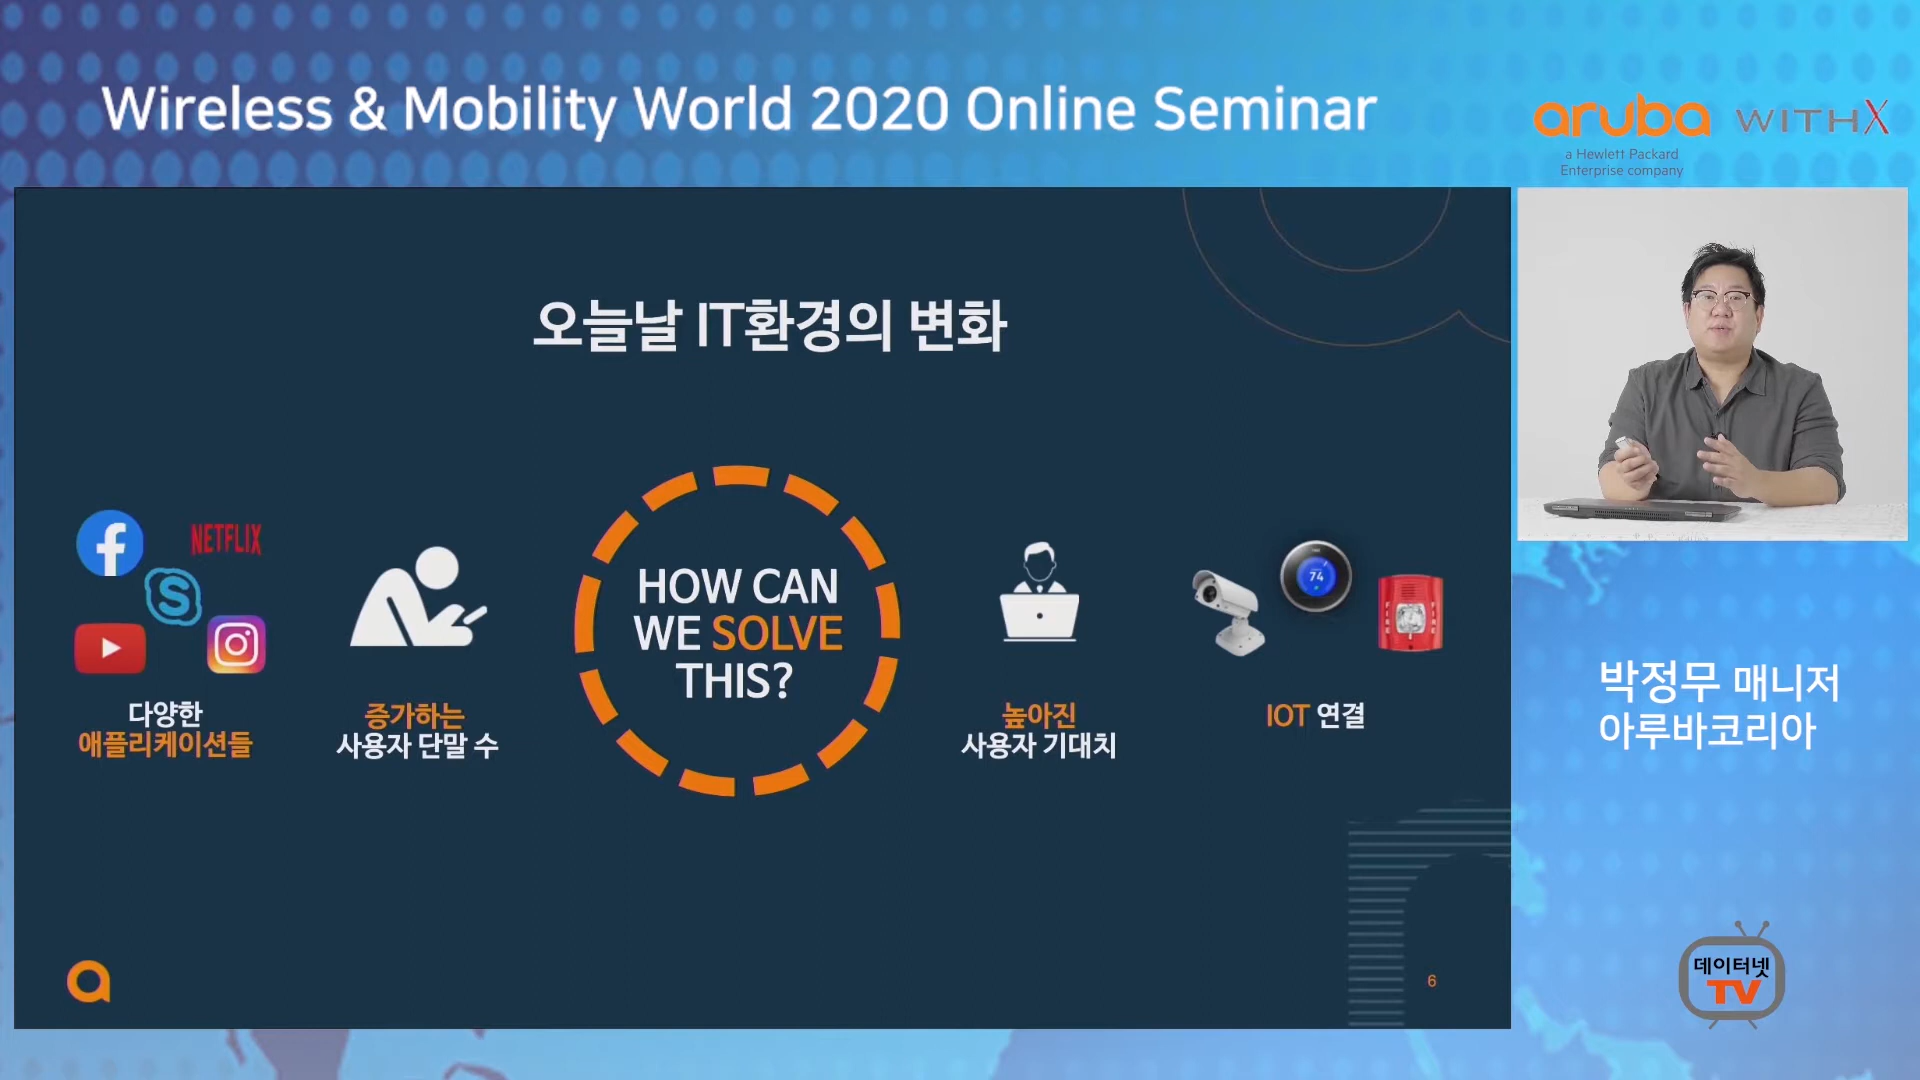 Wireless & Mobility World 2020 Online Seminar
aruba
a Hewlett Packard
Enterprise company
WITHX
오늘날 IT환경의 변화
NETFLIX
다양한
애플리케이션들
증가하는
사용자 단말 수
HOW CAN
WE SOLVE
THIS?
높아진
사용자 기대치
74
FIRE
FIRE
IOT 연결
6
박정무 매니저
아루바코리아
데이터넷
TV